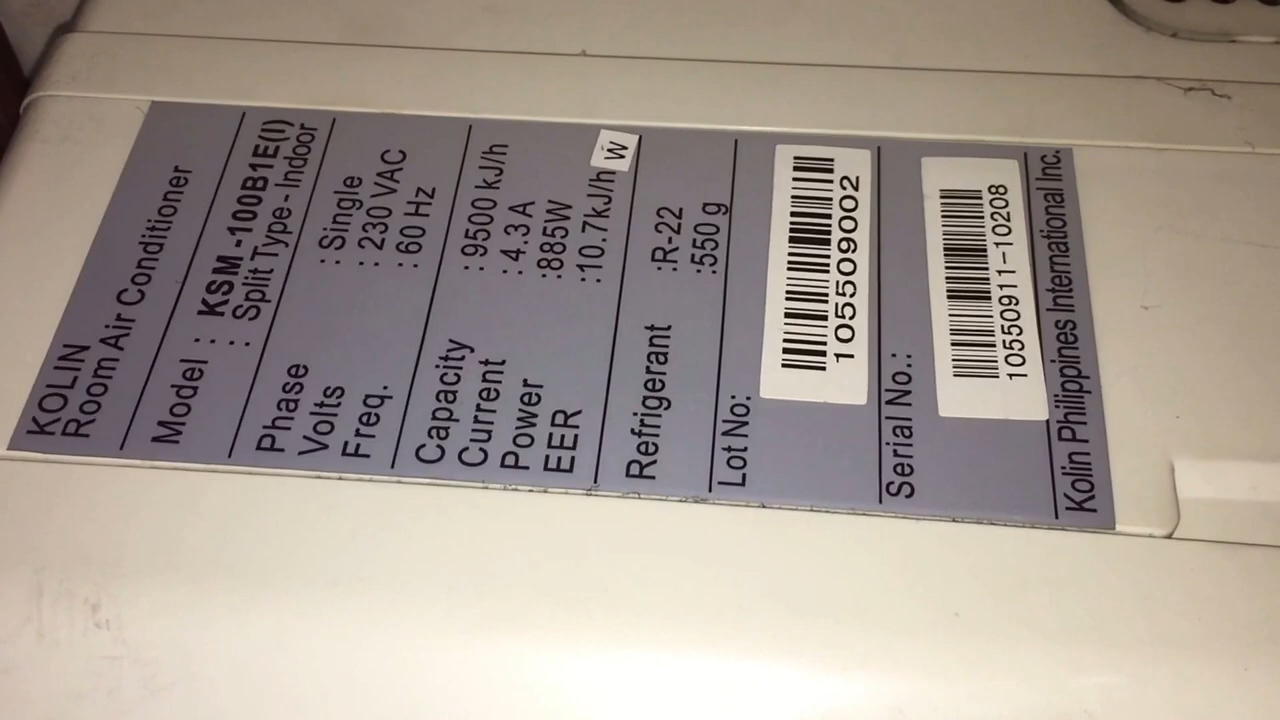 KOLIN
Room Air Conditioner
Model : KSM -100B1E(I)
: Split Type - Indoor
Phase : Single
Volts : 230 VAC
Freq. : 60 Hz
Capacity : 9500 kJ/h
Current : 4.3 A
Power :885W
EER :10.7kJ/hW
Refrigerant :R-22
:550 g
Lot No: 105509002
Serial No.: 10550911-10208
Kolin Philippines International Inc.